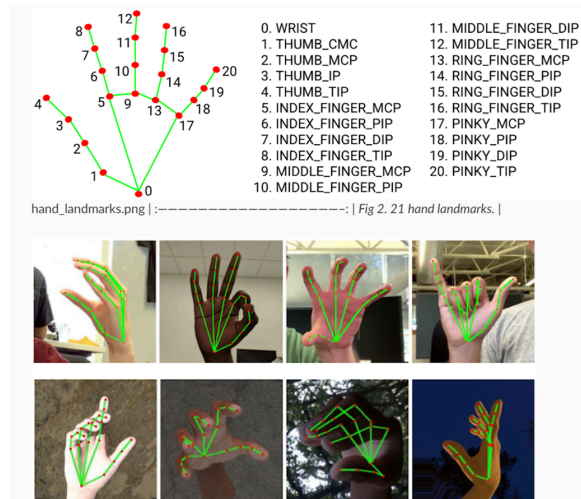 12
8
16
11
7
15
20
6
10
14
19
4
5
9
13
18
3
17
2
1
0
0. WRIST
1. THUMB_CMC
2. THUMB_MCP
3. THUMB_IP
4. THUMB_TIP
5. INDEX_FINGER_MCP
6. INDEX_FINGER_PIP
7. INDEX_FINGER_DIP
8. INDEX_FINGER_TIP
9. MIDDLE_FINGER_MCP
10. MIDDLE_FINGER_PIP
11. MIDDLE_FINGER_DIP
12. MIDDLE_FINGER_TIP
13. RING_FINGER_MCP
14. RING_FINGER_PIP
15. RING_FINGER_DIP
16. RING_FINGER_TIP
17. PINKY_MCP
18. PINKY_PIP
19. PINKY_DIP
20. PINKY_TIP
hand_landmarks.png | :——————————————————–: | Fig 2. 21 hand landmarks. |